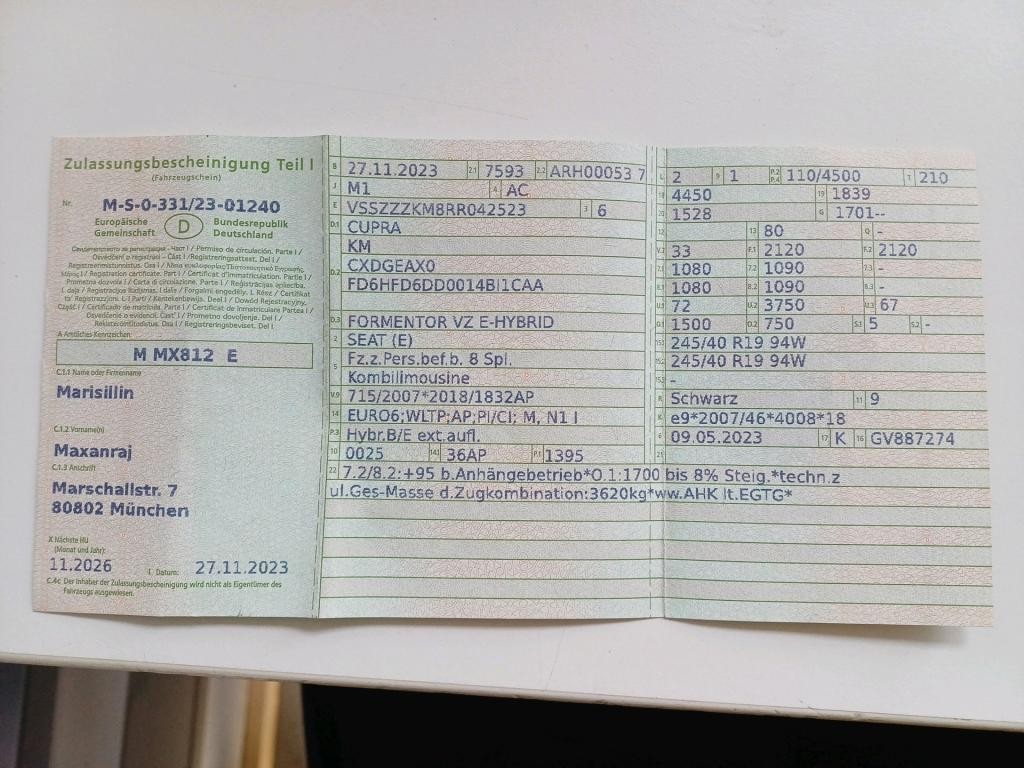 Zulassungsbescheinigung Teil I
(Fahrzeugschein)
Nr. M-S-O-331/23-01240
Europäische Gemeinschaft D Bundesrepublik Deutschland
A Amtliches Kennzeichen
M MX812 E
C.1.1 Name oder Firmenname
Marisillin
C.1.2 Vorname(n)
Maxanraj
C.1.3 Anschrift
Marschallstr. 7
80802 München
X Nächste HU
(Monat und Jahr):
11.2026 I Datum: 27.11.2023
C.4c Der Inhaber der Zulassungsbescheinigung wird nicht als Eigentümer des
Fahrzeugs ausgewiesen.
B 27.11.2023 2.1 7593 2.2 ARH00053 7
J M1 4 AC
E VSSZZZKM8RR042523 3 6
D.1 CUPRA
KM
D.2 CXDGEAX0
FD6HFD6DD0014BI1CAA
D.3 FORMENTOR VZ E-HYBRID
2 SEAT (E)
5 Fz.z.Pers.bef.b. 8 Spl.
Kombilimousine
V.9 715/2007*2018/1832AP
14 EURO6;WLTP;AP;PI/CI; M, N1 I
P.3 Hybr.B/E ext.aufl.
10 0025 14.1 36AP P.1 1395
22 7.2/8.2:+95 b.Anhängebetrieb*O.1:1700 bis 8% Steig.*techn.z
ul.Ges-Masse d.Zugkombination:3620kg*ww.AHK lt.EGTG*
L 2 9 1 P.2 P.4 110/4500 T 210
18 4450 19 1839
20 1528 G 1701--
12 13 80 Q -
V.7 33 F.1 2120 F.2 2120
7.1 1080 7.2 1090 7.3 -
8.1 1080 8.2 1090 8.3 -
U.1 72 U.2 3750 U.3 67
O.1 1500 O.2 750 S.1 5 S.2 -
15.1 245/40 R19 94W
15.2 245/40 R19 94W
15.3 -
R Schwarz 11 9
K e9*2007/46*4008*18
6 09.05.2023 17 K 16 GV887274
21